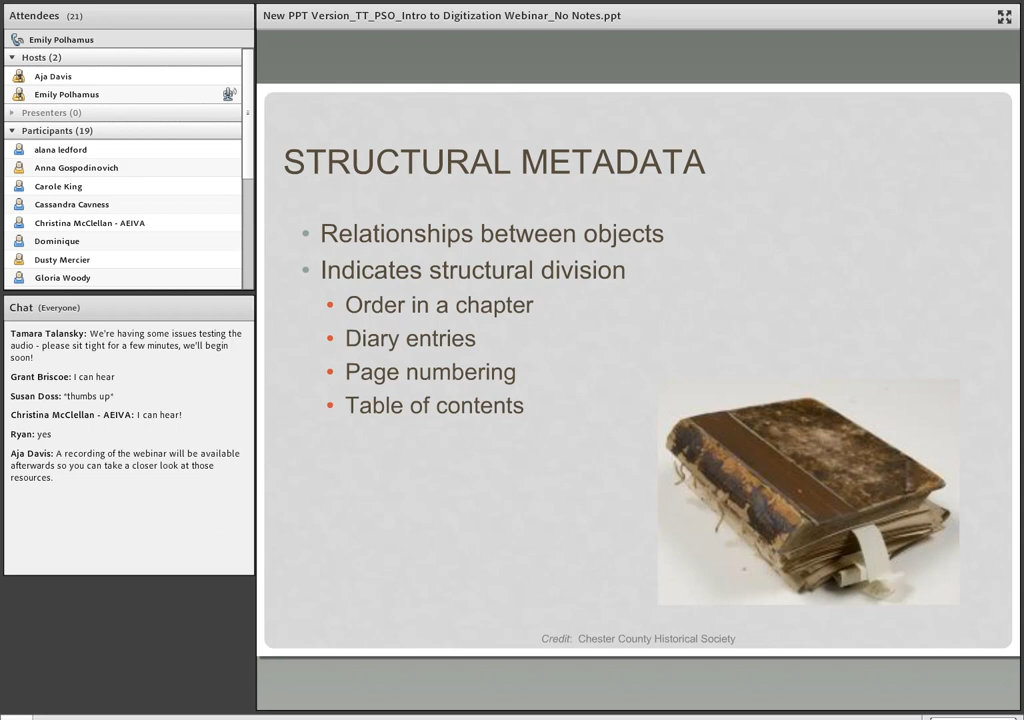 Attendees (21)
Emily Polhamus
Hosts (2)
Aja Davis
Emily Polhamus
Presenters (0)
Participants (19)
alana ledford
Anna Gospodinovich
Carole King
Cassandra Cavness
Christina McClellan - AEIVA
Dominique
Dusty Mercier
Gloria Woody
Chat (Everyone)
Tamara Talansky: We're having some issues testing the
audio - please sit tight for a few minutes, we'll begin
soon!
Grant Briscoe: I can hear
Susan Doss: *thumbs up*
Christina McClellan - AEIVA: I can hear!
Ryan: yes
Aja Davis: A recording of the webinar will be available
afterwards so you can take a closer look at those
resources.
New PPT Version_TT_PSO_Intro to Digitization Webinar_No Notes.ppt
STRUCTURAL METADATA
• Relationships between objects
• Indicates structural division
• Order in a chapter
• Diary entries
• Page numbering
• Table of contents
Credit: Chester County Historical Society